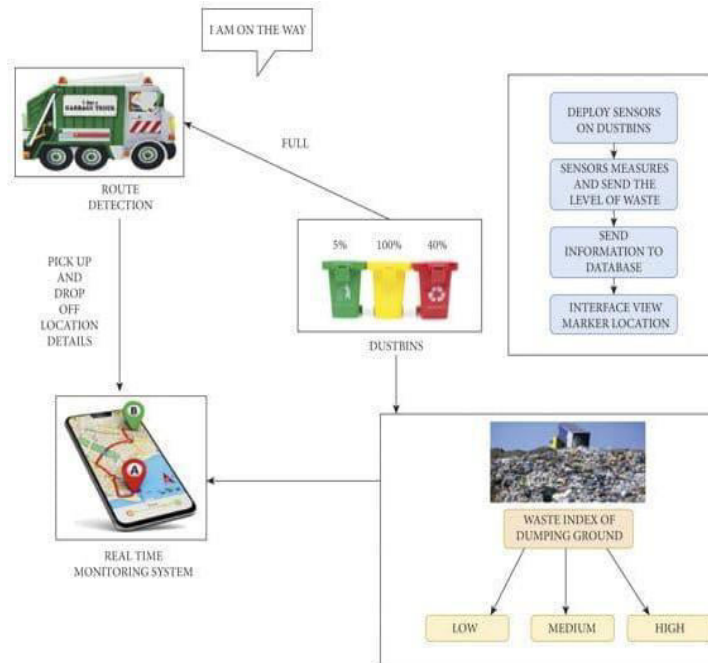 I AM ON THE WAY
GARBAGE TRUCK
ROUTE
DETECTION
FULL
PICK UP
AND
DROP
OFF
LOCATION
DETAILS
5% 100% 40%
DUSTBINS
DEPLOY SENSORS
ON DUSTBINS
SENSORS MEASURES
AND SEND THE
LEVEL OF WASTE
SEND
INFORMATION TO
DATABASE
INTERFACE VIEW
MARKER LOCATION
B
A
REAL TIME
MONITORING SYSTEM
WASTE INDEX OF
DUMPING GROUND
LOW MEDIUM HIGH